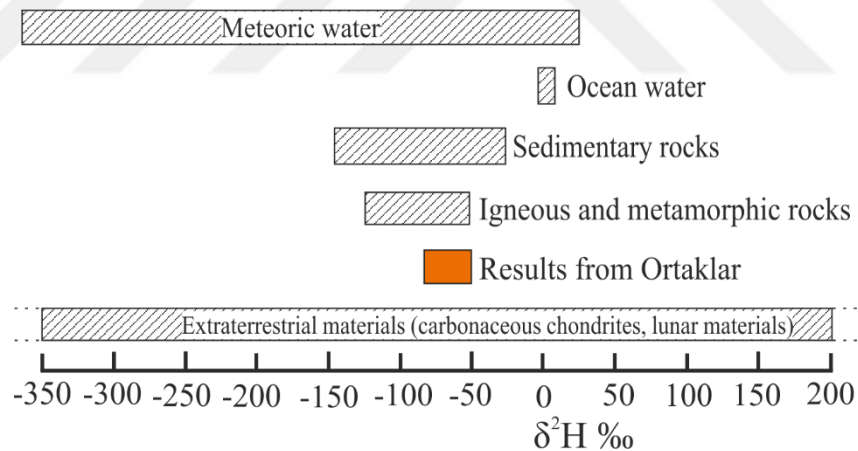 Meteoric water
Ocean water
Sedimentary rocks
Igneous and metamorphic rocks
Results from Ortaklar
Extraterrestrial materials (carbonaceous chondrites, lunar materials)
-350 -300 -250 -200 -150 -100 -50 0 50 100 150 200
δ²H ‰